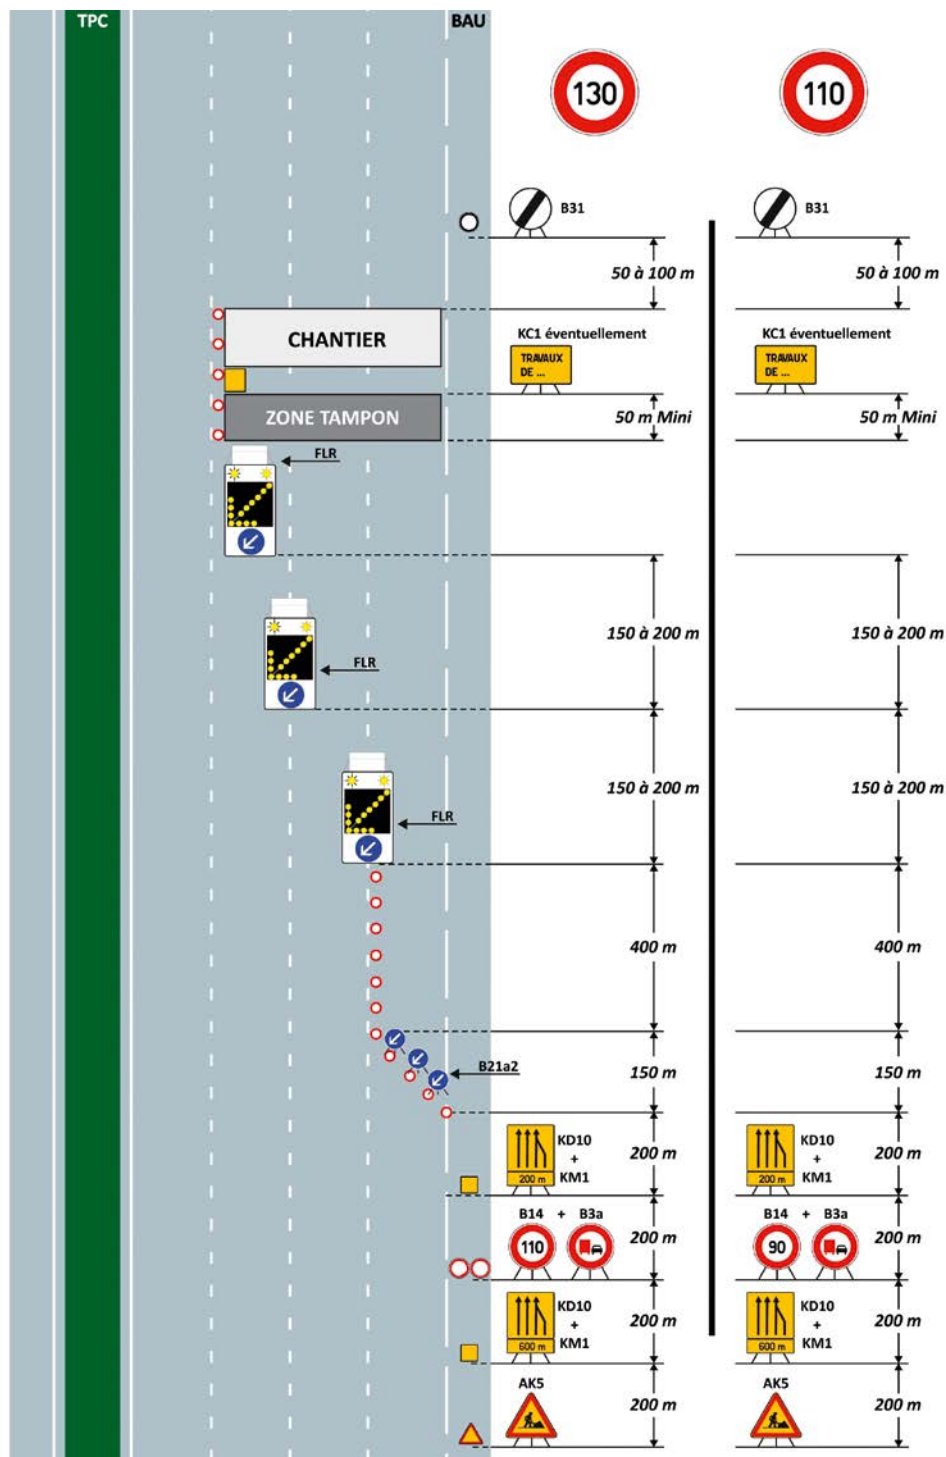 TPC
BAU
130
110
B31
B31
50 à 100 m
50 à 100 m
CHANTIER
KC1 éventuellement
KC1 éventuellement
TRAVAUX
DE ...
TRAVAUX
DE ...
ZONE TAMPON
50 m Mini
50 m Mini
FLR
150 à 200 m
150 à 200 m
FLR
150 à 200 m
150 à 200 m
FLR
400 m
400 m
B21a2
150 m
150 m
KD10
+
KM1
200 m
200 m
KD10
+
KM1
200 m
200 m
B14 + B3a
110
200 m
B14 + B3a
90
200 m
KD10
+
KM1
600 m
200 m
KD10
+
KM1
600 m
200 m
AK5
200 m
AK5
200 m